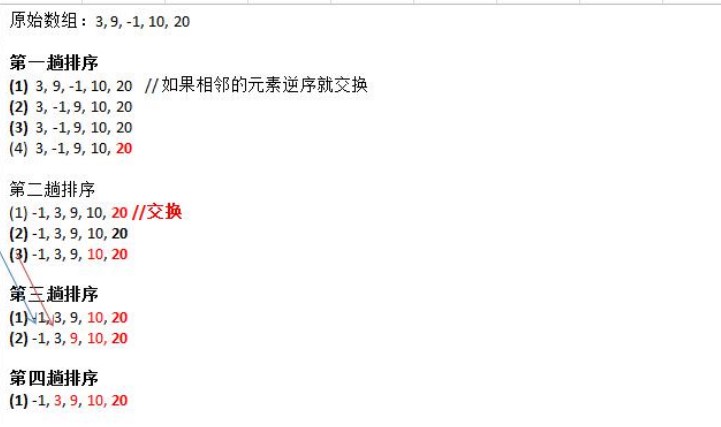 原始数组：3, 9, -1, 10, 20
第一趟排序
(1) 3, 9, -1, 10, 20 // 如果相邻的元素逆序就交换
(2) 3, -1, 9, 10, 20
(3) 3, -1, 9, 10, 20
(4) 3, -1, 9, 10, 20
第二趟排序
(1) -1, 3, 9, 10, 20 //交换
(2) -1, 3, 9, 10, 20
(3) -1, 3, 9, 10, 20
第三趟排序
(1) -1, 3, 9, 10, 20
(2) -1, 3, 9, 10, 20
第四趟排序
(1) -1, 3, 9, 10, 20